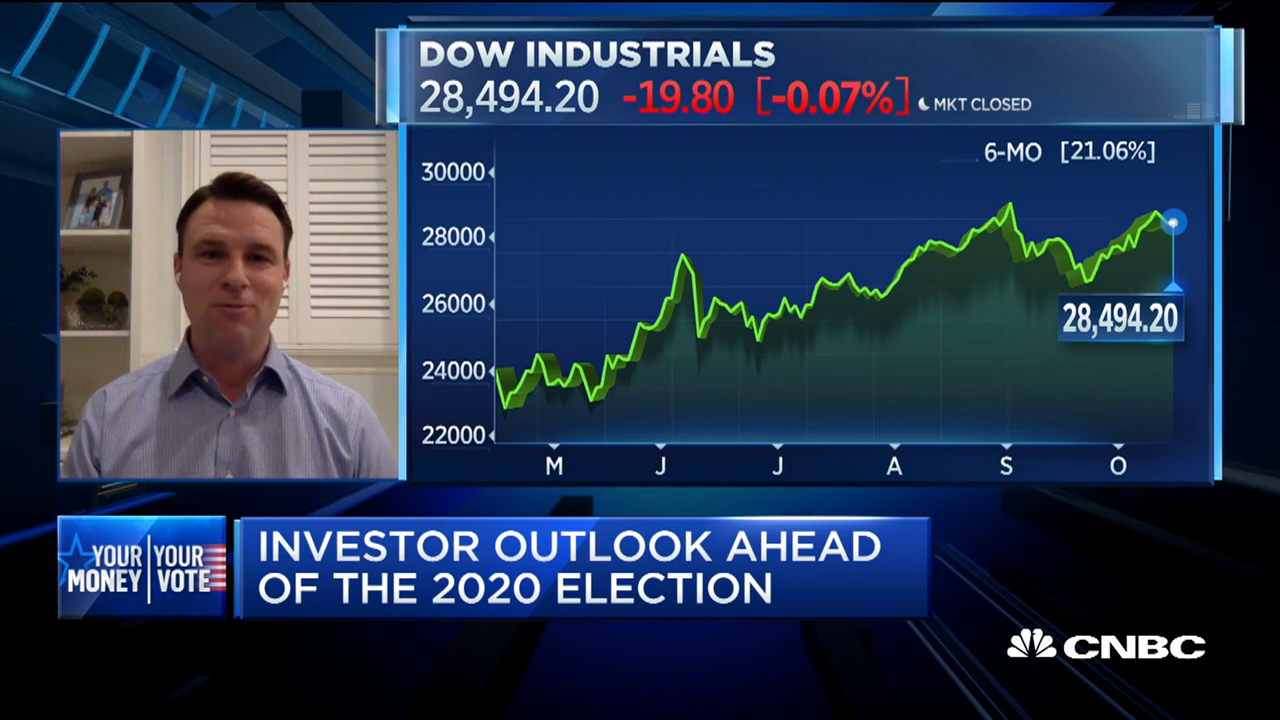 DOW INDUSTRIALS
28,494.20 -19.80 [-0.07%] MKT CLOSED
6-MO [21.06%]
30000
28000
26000
24000
22000
28,494.20
M J J A S O
YOUR MONEY | YOUR VOTE
INVESTOR OUTLOOK AHEAD
OF THE 2020 ELECTION
CNBC